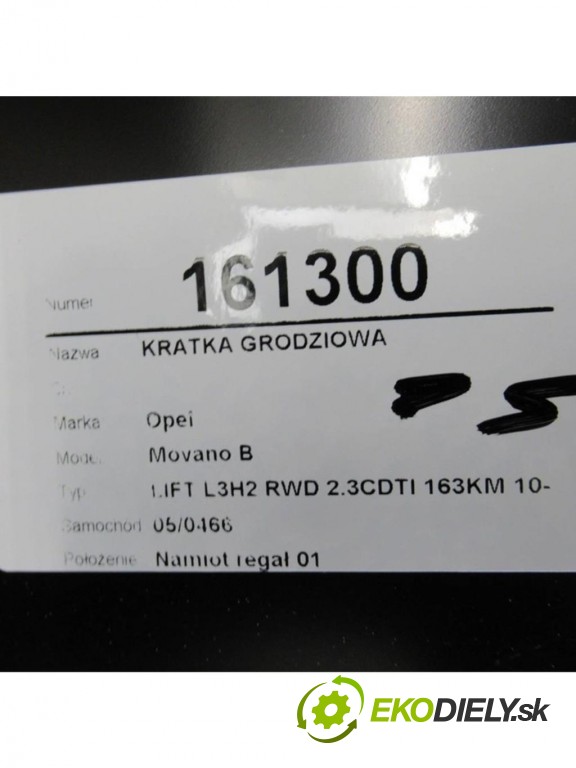 Numer 161300
Nazwa KRATKA GRODZIOWA
Marka Opel
Model Movano B
Typ LIFT L3H2 RWD 2.3CDTI 163KM 10-
Samochód 05/0466
Położenie Namiot regał 01
EKODIELY.sk